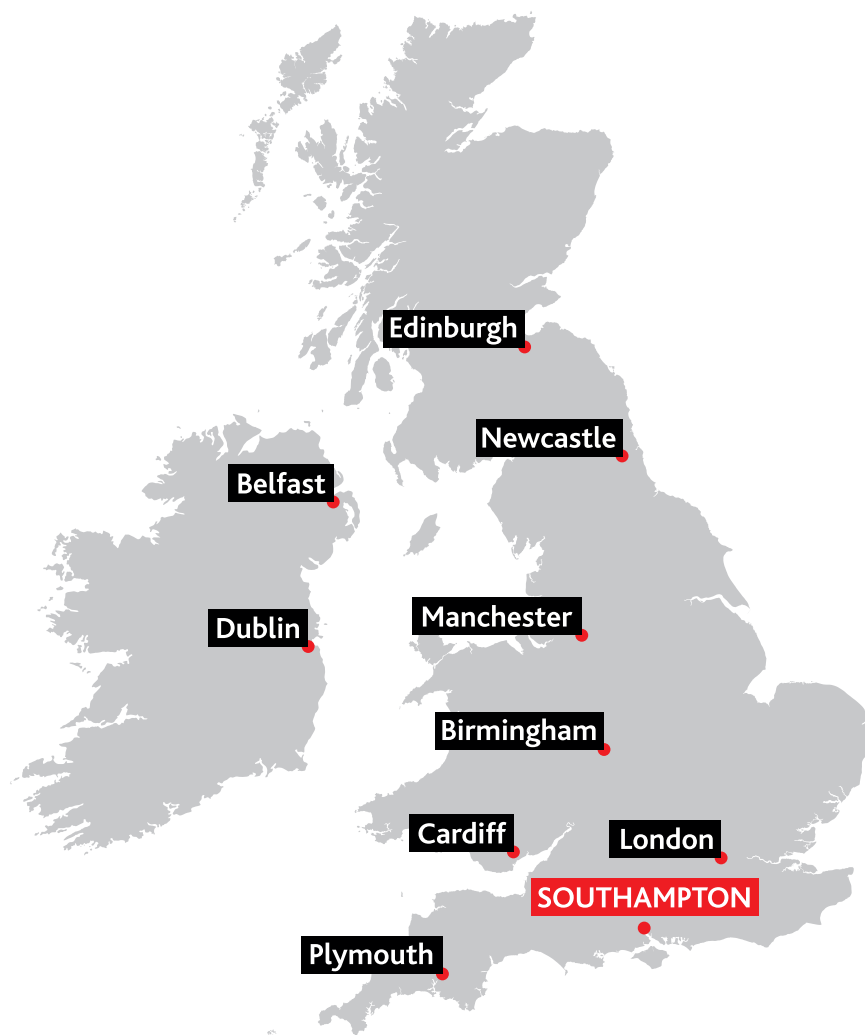 Edinburgh
Newcastle
Belfast
Manchester
Dublin
Birmingham
Cardiff
London
SOUTHAMPTON
Plymouth